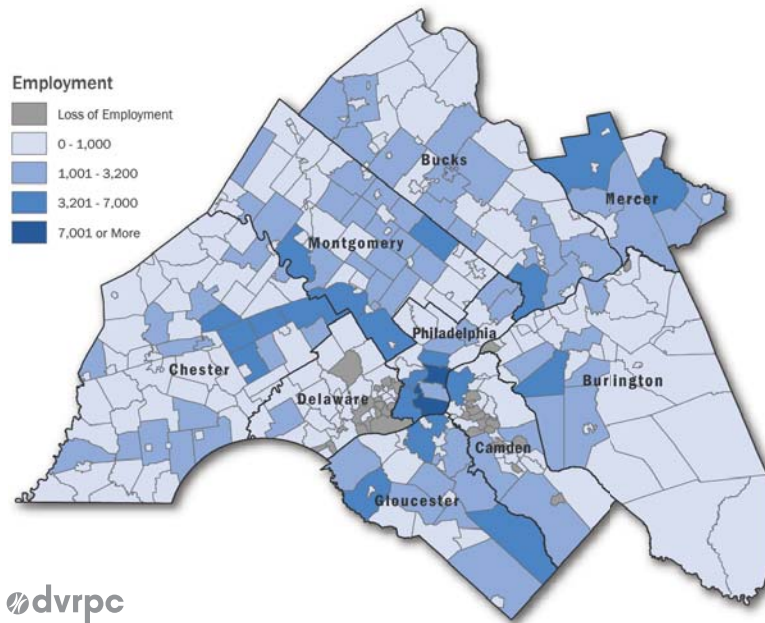 Employment
Loss of Employment
0 - 1,000
1,001 - 3,200
3,201 - 7,000
7,001 or More
Bucks
Mercer
Montgomery
Philadelphia
Chester
Delaware
Burlington
Camden
Gloucester
dvrpc